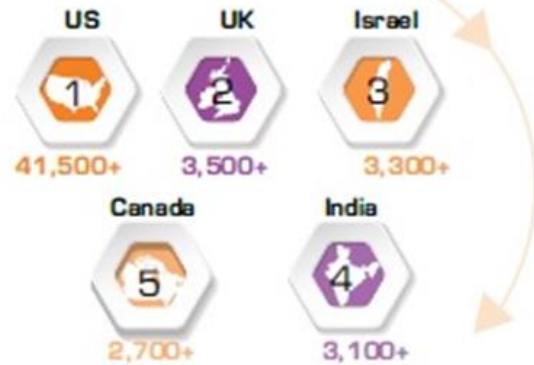 US UK Israel
1 2 3
41,500+ 3,500+ 3,300+
Canada India
5 4
2,700+ 3,100+